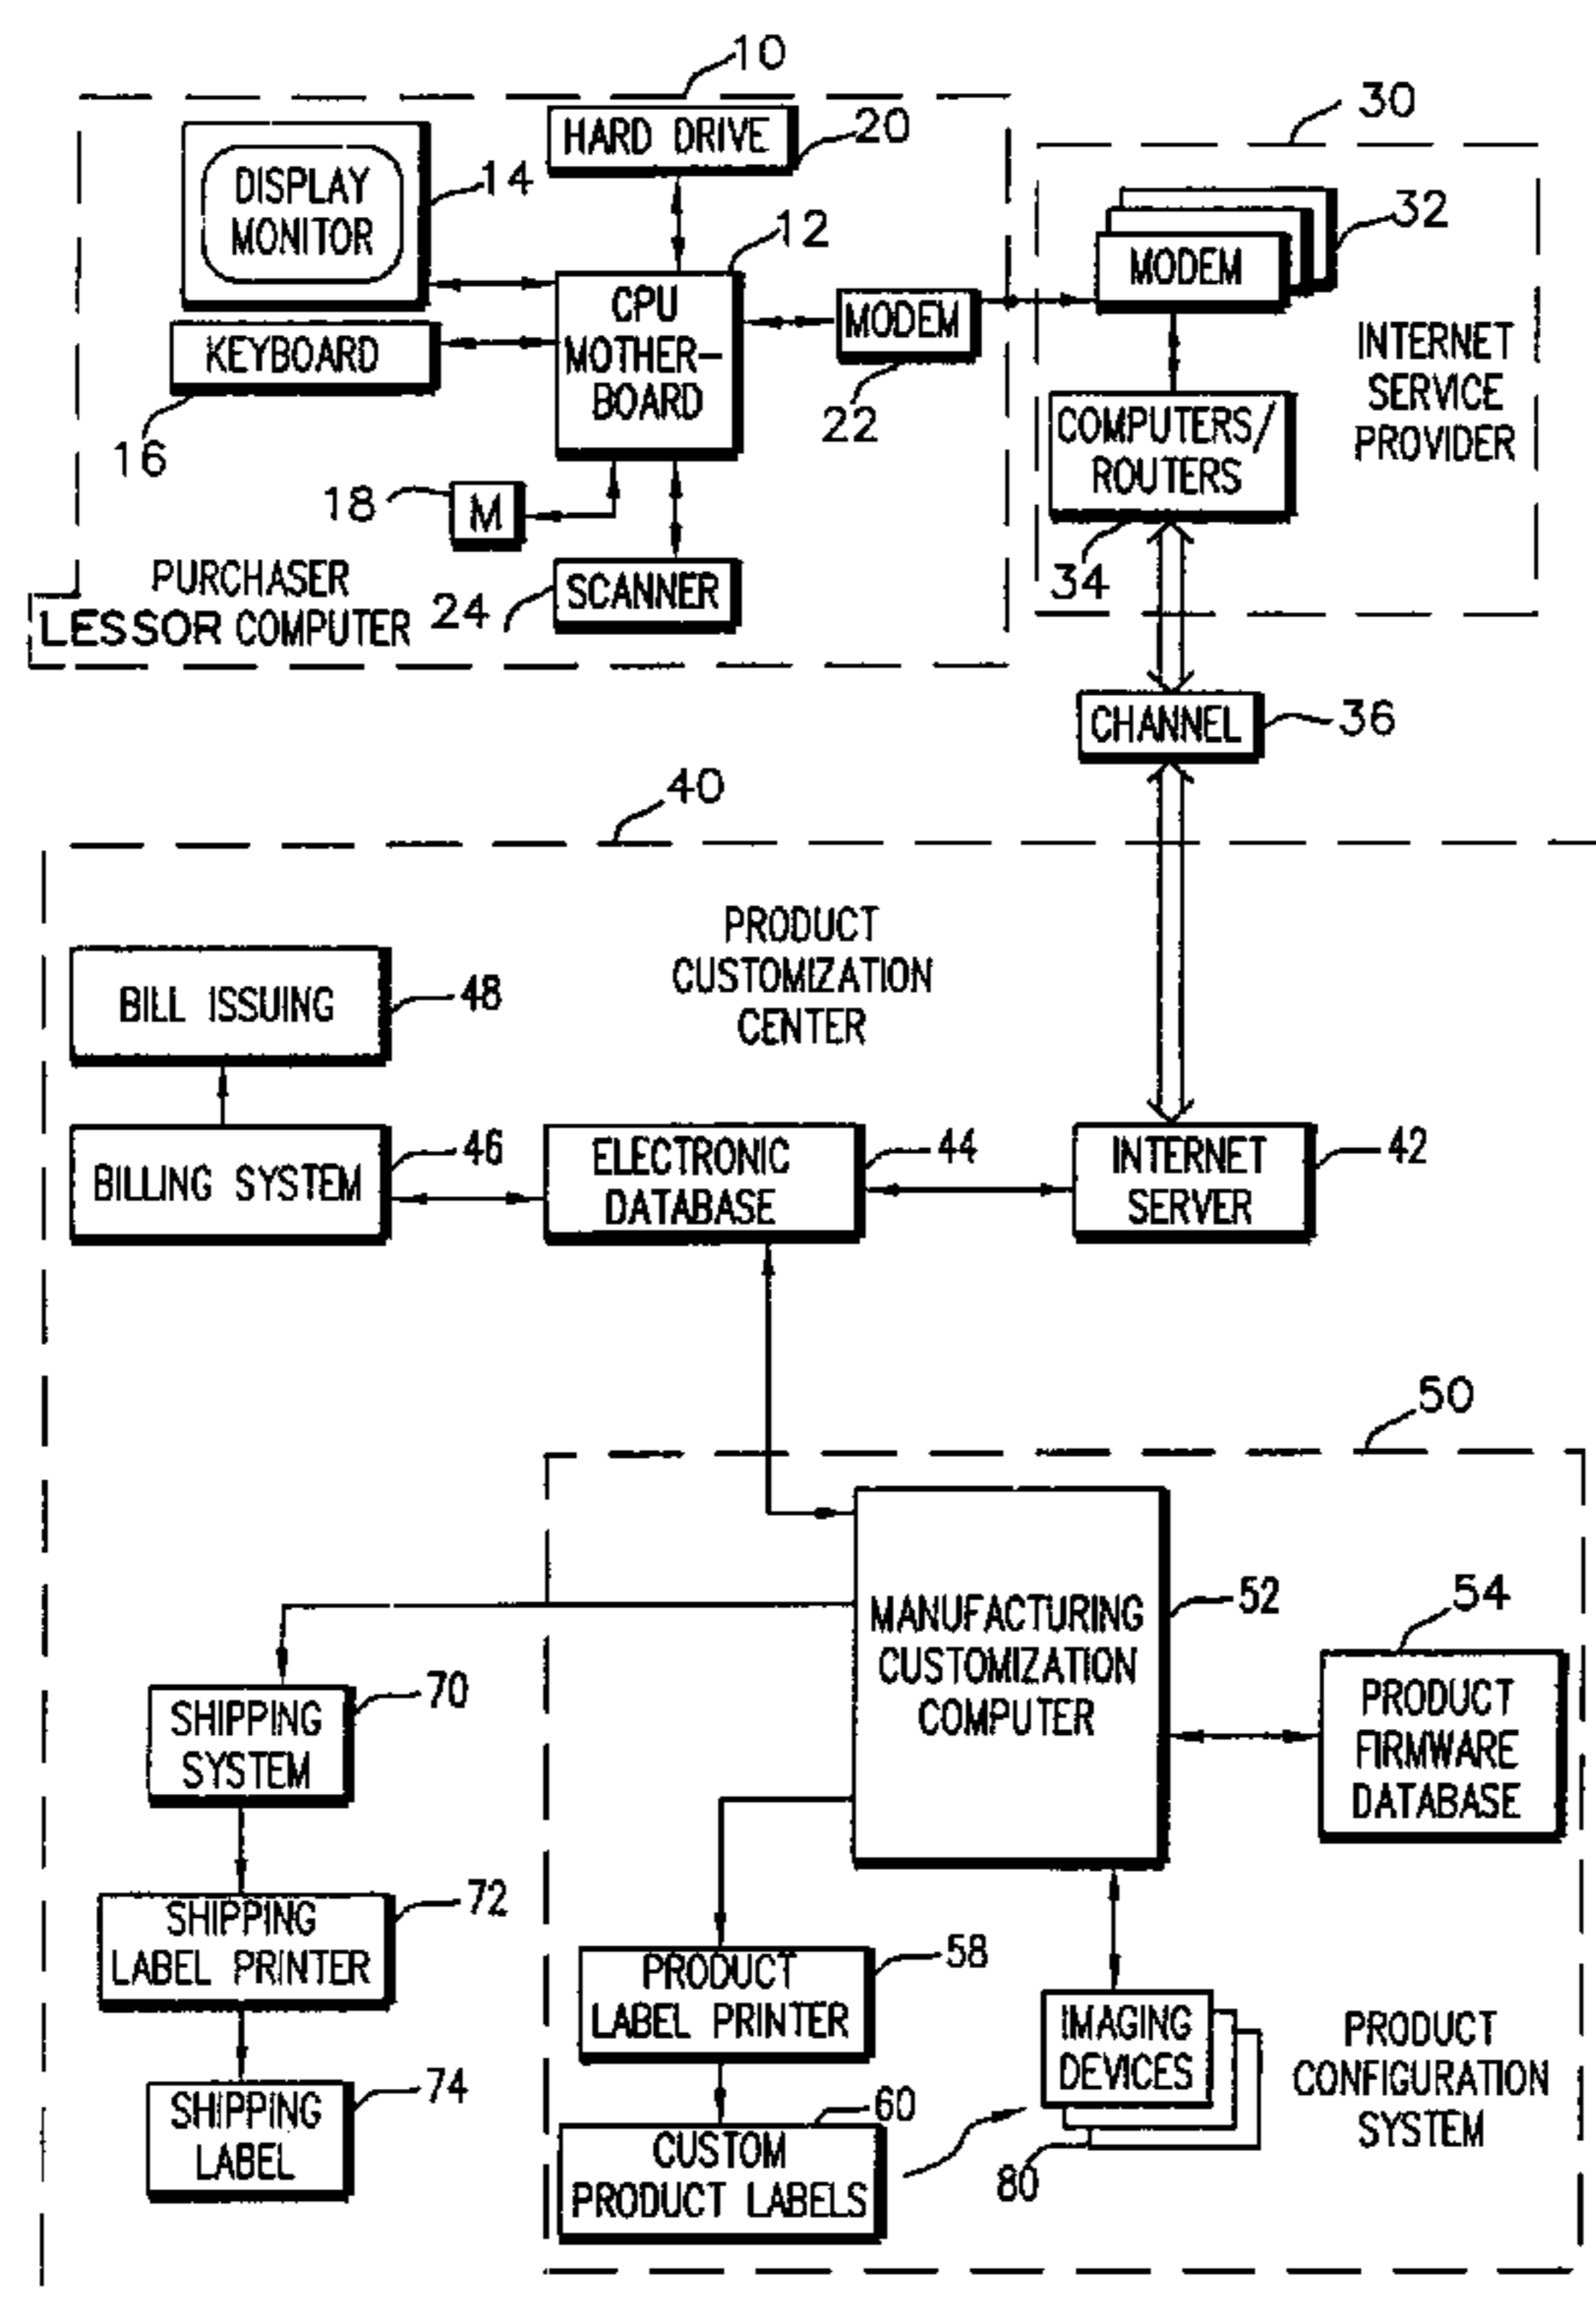 10
HARD DRIVE
20
30
DISPLAY
MONITOR
14
12
CPU
MOTHER-
BOARD
KEYBOARD
16
MODEM
22
18
M
SCANNER
24
PURCHASER
LESSOR COMPUTER
32
MODEM
INTERNET
SERVICE
PROVIDER
COMPUTERS/
ROUTERS
34
CHANNEL
36
40
PRODUCT
CUSTOMIZATION
CENTER
BILL ISSUING
48
BILLING SYSTEM
46
ELECTRONIC
DATABASE
44
INTERNET
SERVER
42
50
MANUFACTURING
CUSTOMIZATION
COMPUTER
52
54
PRODUCT
FIRMWARE
DATABASE
SHIPPING
SYSTEM
70
SHIPPING
LABEL PRINTER
72
SHIPPING
LABEL
74
PRODUCT
LABEL PRINTER
58
CUSTOM
PRODUCT LABELS
60
IMAGING
DEVICES
80
PRODUCT
CONFIGURATION
SYSTEM